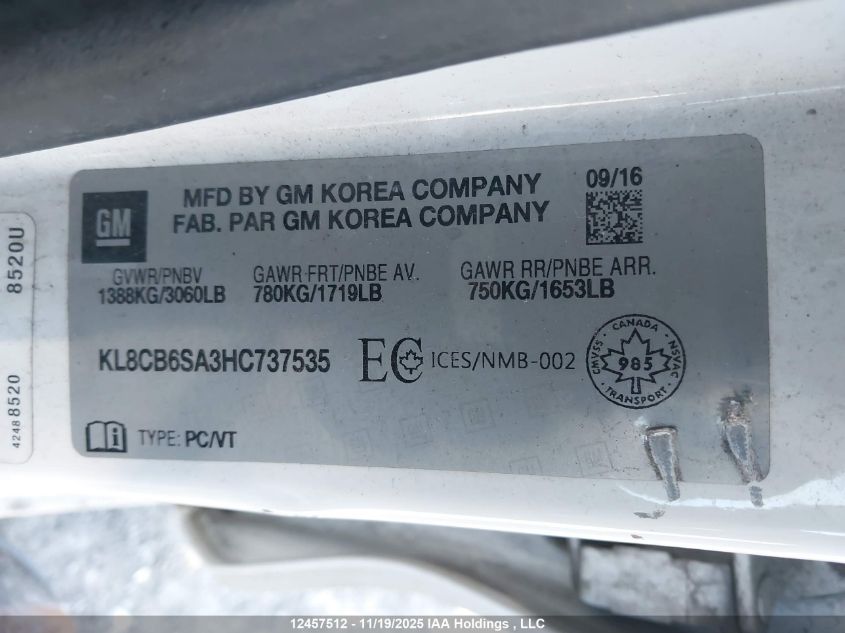 GM
MFD BY GM KOREA COMPANY
FAB. PAR GM KOREA COMPANY
09/16
GVWR/PNBV
1388KG/3060LB
GAWR FRT/PNBE AV.
780KG/1719LB
GAWR RR/PNBE ARR.
750KG/1653LB
KL8CB6SA3HC737535
EC ICES/NMB-002
CANADA
CMVSS
985
NSVAC
TRANSPORT
TYPE: PC/VT
42488520
8520U
12457512 - 11/19/2025 IAA Holdings, LLC